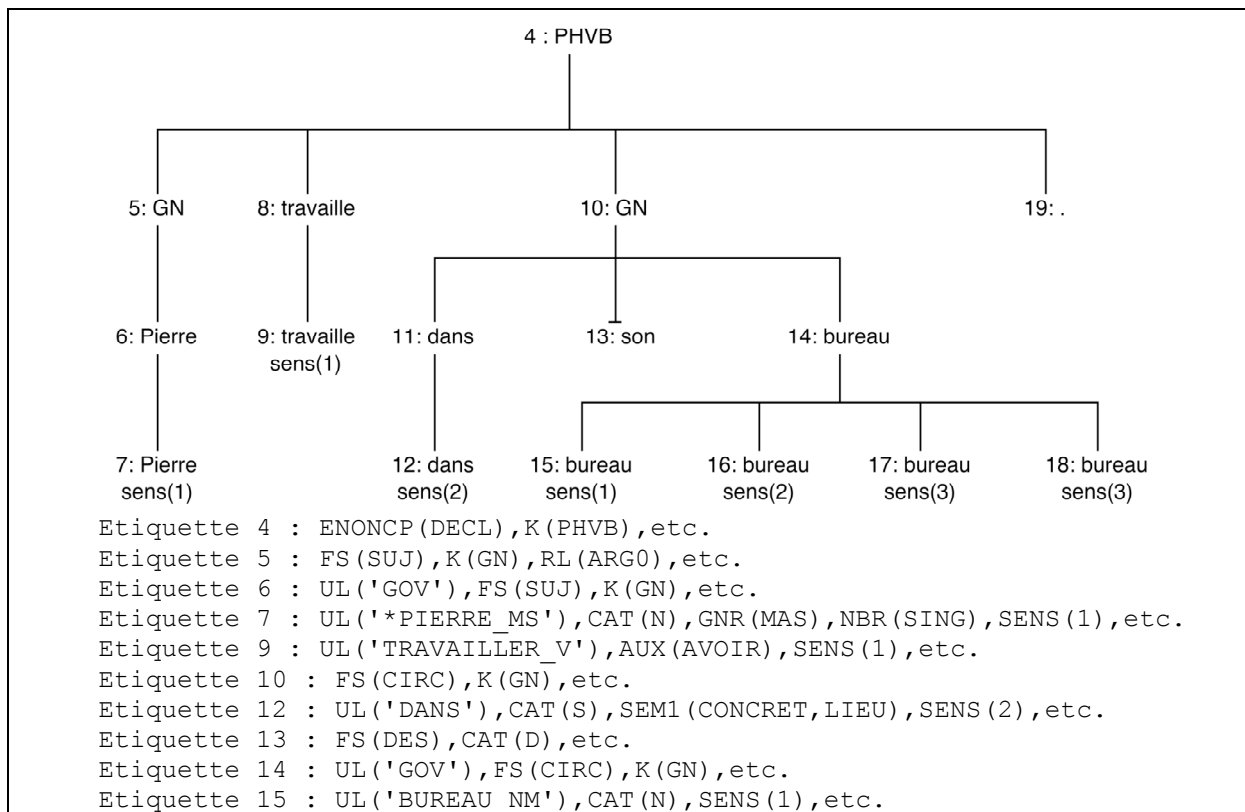 4 : PHVB
5: GN 8: travaille 10: GN 19: .
6: Pierre 9: travaille 11: dans 13: son 14: bureau
sens(1)
7: Pierre 12: dans 15: bureau 16: bureau 17: bureau 18: bureau
sens(1) sens(2) sens(1) sens(2) sens(3) sens(3)
Etiquette 4 : ENONCP(DECL),K(PHVB),etc.
Etiquette 5 : FS(SUJ),K(GN),RL(ARG0),etc.
Etiquette 6 : UL('GOV'),FS(SUJ),K(GN),etc.
Etiquette 7 : UL('*PIERRE_MS'),CAT(N),GNR(MAS),NBR(SING),SENS(1),etc.
Etiquette 9 : UL('TRAVAILLER_V'),AUX(AVOIR),SENS(1),etc.
Etiquette 10 : FS(CIRC),K(GN),etc.
Etiquette 12 : UL('DANS'),CAT(S),SEM1(CONCRET,LIEU),SENS(2),etc.
Etiquette 13 : FS(DES),CAT(D),etc.
Etiquette 14 : UL('GOV'),FS(CIRC),K(GN),etc.
Etiquette 15 : UL('BUREAU NM'),CAT(N),SENS(1),etc.